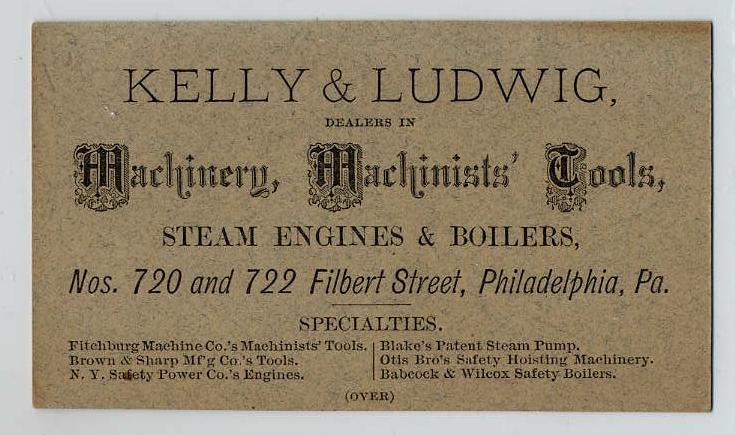 KELLY & LUDWIG,
DEALERS IN
Machinery, Machinists' Tools,
STEAM ENGINES & BOILERS,
Nos. 720 and 722 Filbert Street, Philadelphia, Pa.
SPECIALTIES.
Fitchburg Machine Co.'s Machinists' Tools.
Brown & Sharp Mf'g Co.'s Tools.
N. Y. Safety Power Co.'s Engines.
Blake's Patent Steam Pump.
Otis Bro's Safety Hoisting Machinery.
Babcock & Wilcox Safety Boilers.
(OVER)